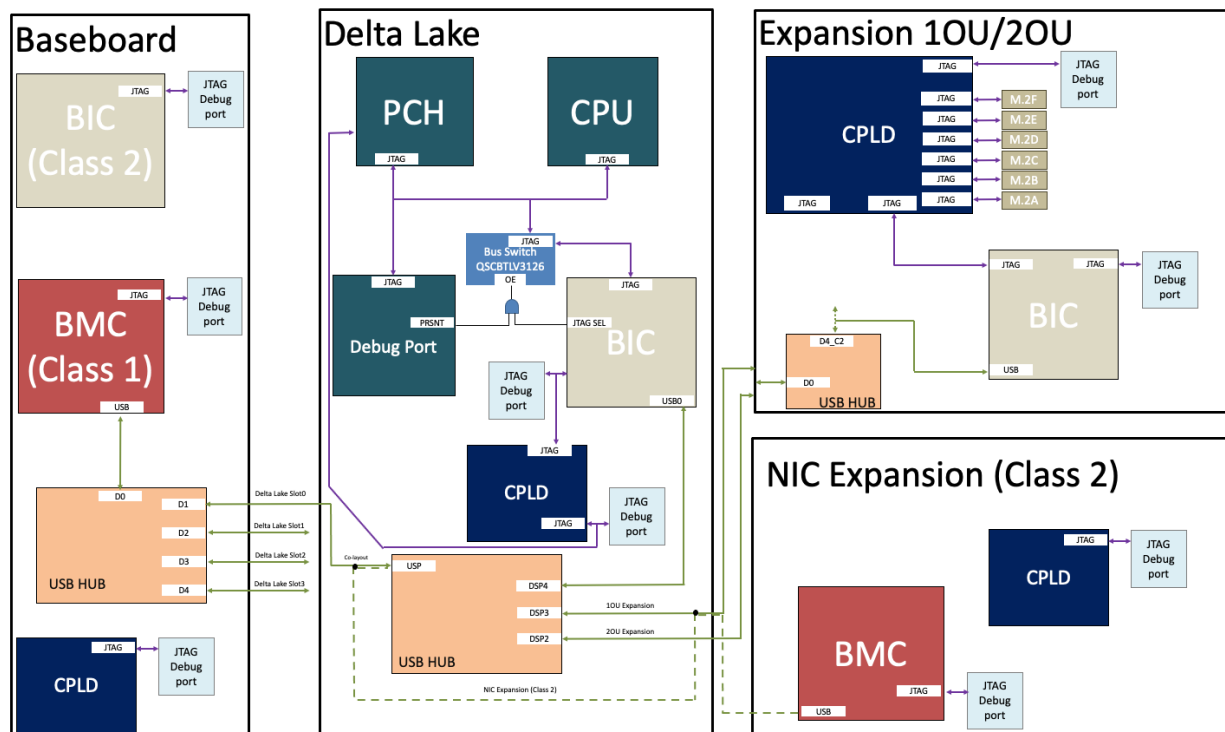 Baseboard
JTAG
JTAG
Debug
port
BIC
(Class 2)
JTAG
JTAG
Debug
port
BMC
(Class 1)
USB
D0
D1
D2
D3
D4
USB HUB
Delta Lake Slot0
Delta Lake Slot1
Delta Lake Slot2
Delta Lake Slot3
JTAG
JTAG
Debug
port
CPLD
Delta Lake
PCH
JTAG
CPU
JTAG
JTAG
Bus Switch
QSCBTLV3126
OE
JTAG
PRSNT
Debug Port
JTAG
JTAG SEL
BIC
USB0
JTAG
Debug
port
JTAG
CPLD
JTAG
JTAG
Debug
port
Co-layout
USP
DSP4
DSP3
DSP2
USB HUB
1OU Expansion
2OU Expansion
NIC Expansion (Class 2)
Expansion 1OU/2OU
JTAG
JTAG
Debug
port
JTAG
M.2F
JTAG
M.2E
JTAG
M.2D
JTAG
M.2C
JTAG
M.2B
JTAG
M.2A
CPLD
JTAG
JTAG
JTAG
JTAG
JTAG
Debug
port
BIC
USB
D4_C2
D0
USB HUB
NIC Expansion (Class 2)
JTAG
JTAG
Debug
port
CPLD
BMC
JTAG
JTAG
Debug
port
USB